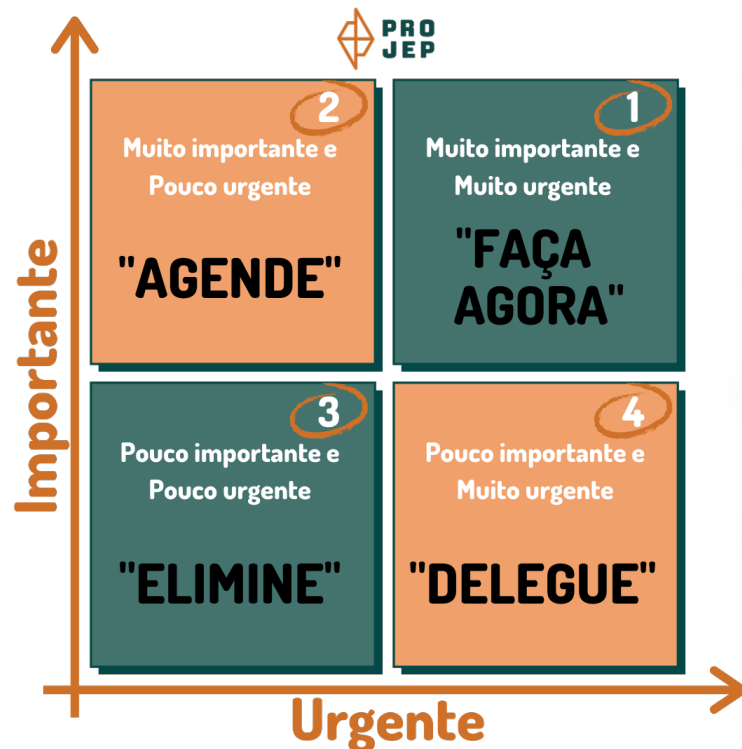 PRO
JEP
Importante
2
Muito importante e
Pouco urgente
"AGENDE"
1
Muito importante e
Muito urgente
"FAÇA
AGORA"
3
Pouco importante e
Pouco urgente
"ELIMINE"
4
Pouco importante e
Muito urgente
"DELEGUE"
Urgente